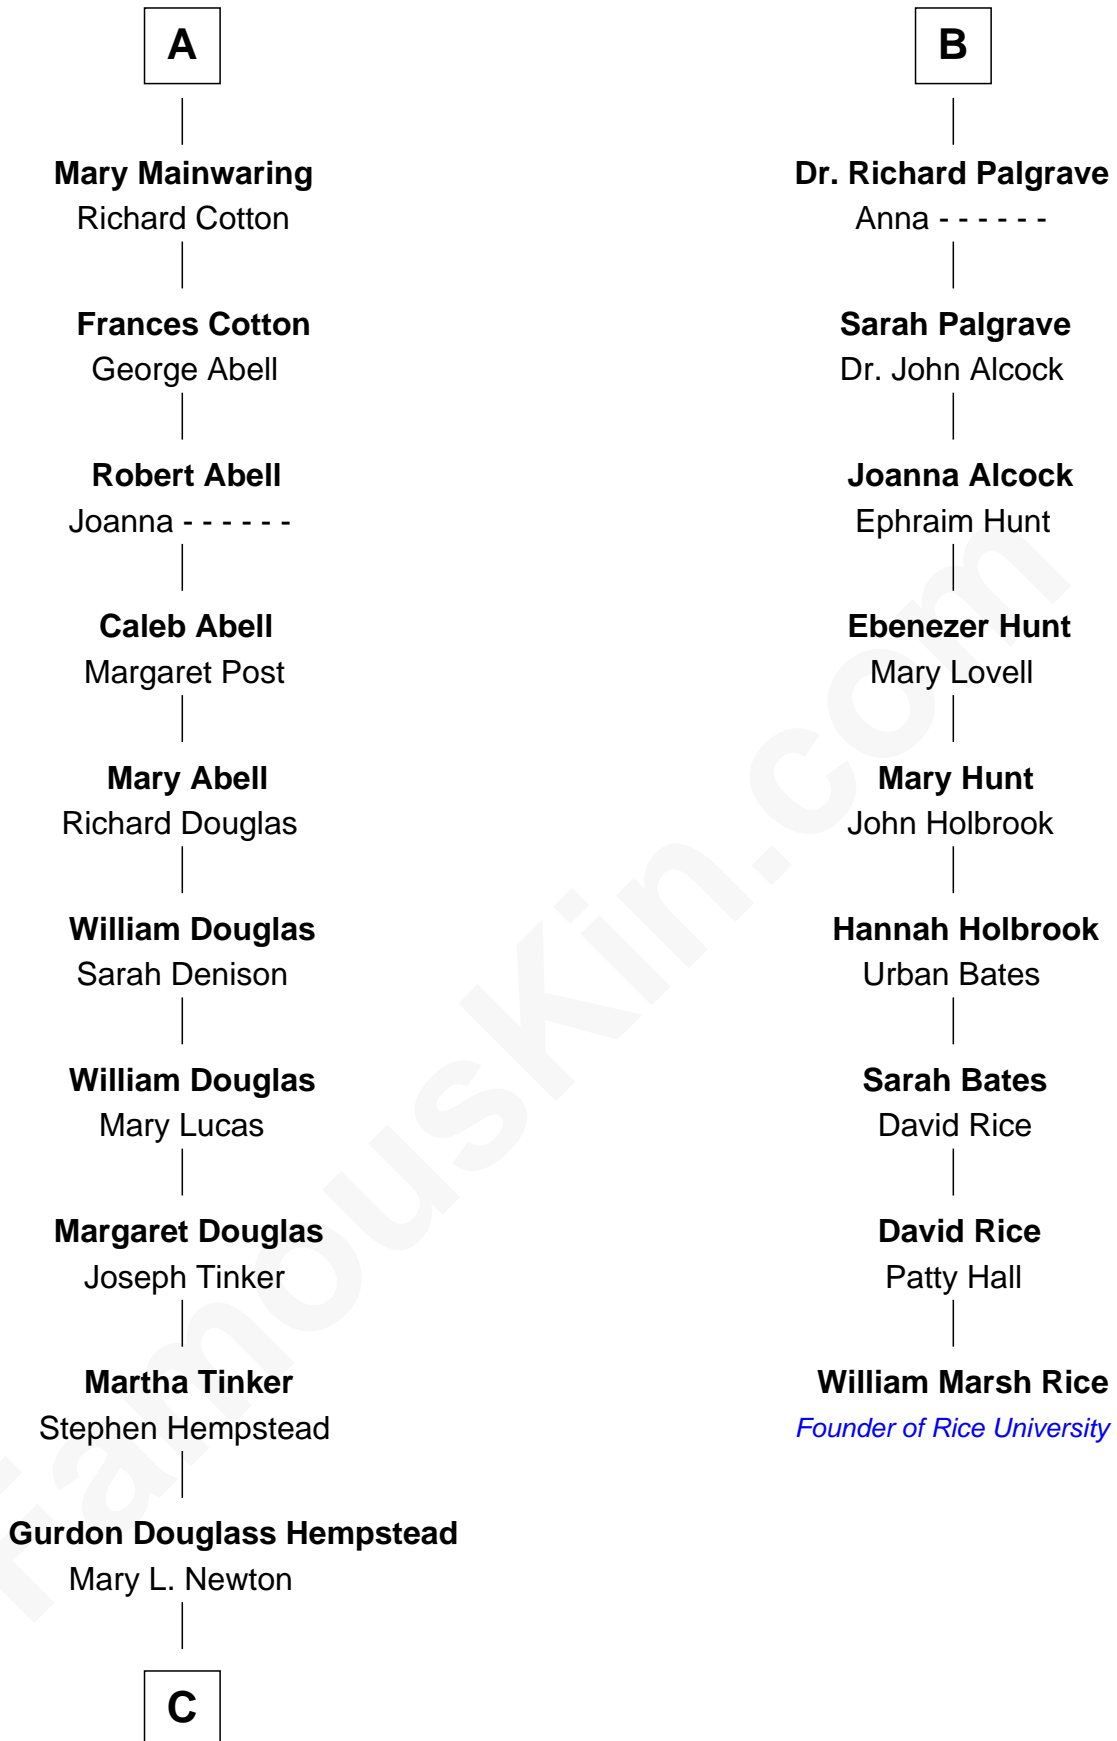 A
Mary Mainwaring
Richard Cotton
Frances Cotton
George Abell
Robert Abell
Joanna - - - - - -
Caleb Abell
Margaret Post
Mary Abell
Richard Douglas
William Douglas
Sarah Denison
William Douglas
Mary Lucas
Margaret Douglas
Joseph Tinker
Martha Tinker
Stephen Hempstead
Gurdon Douglass Hempstead
Mary L. Newton
C
B
Dr. Richard Palgrave
Anna - - - - - -
Sarah Palgrave
Dr. John Alcock
Joanna Alcock
Ephraim Hunt
Ebenezer Hunt
Mary Lovell
Mary Hunt
John Holbrook
Hannah Holbrook
Urban Bates
Sarah Bates
David Rice
David Rice
Patty Hall
William Marsh Rice
Founder of Rice University
FamousKin.com